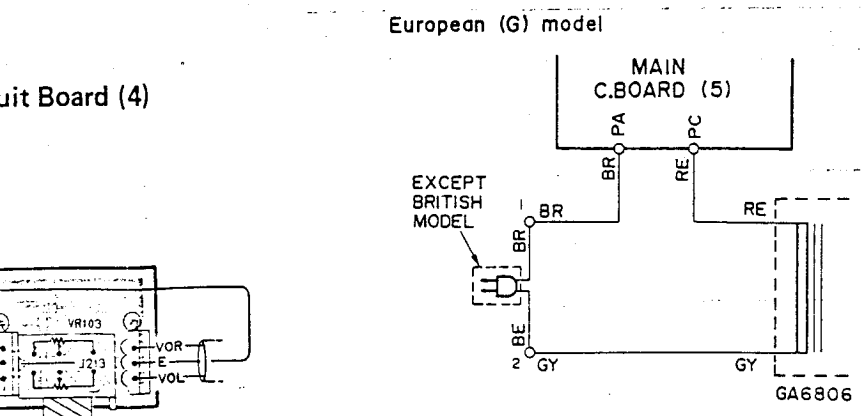 European (G) model
uit Board (4)
MAIN
C.BOARD (5)
PA
PC
BR
RE
EXCEPT
BRITISH
MODEL
1
BR
RE
BR
BE
2
GY
GY
GA6806
VR103
J213
VOR
E
VOL